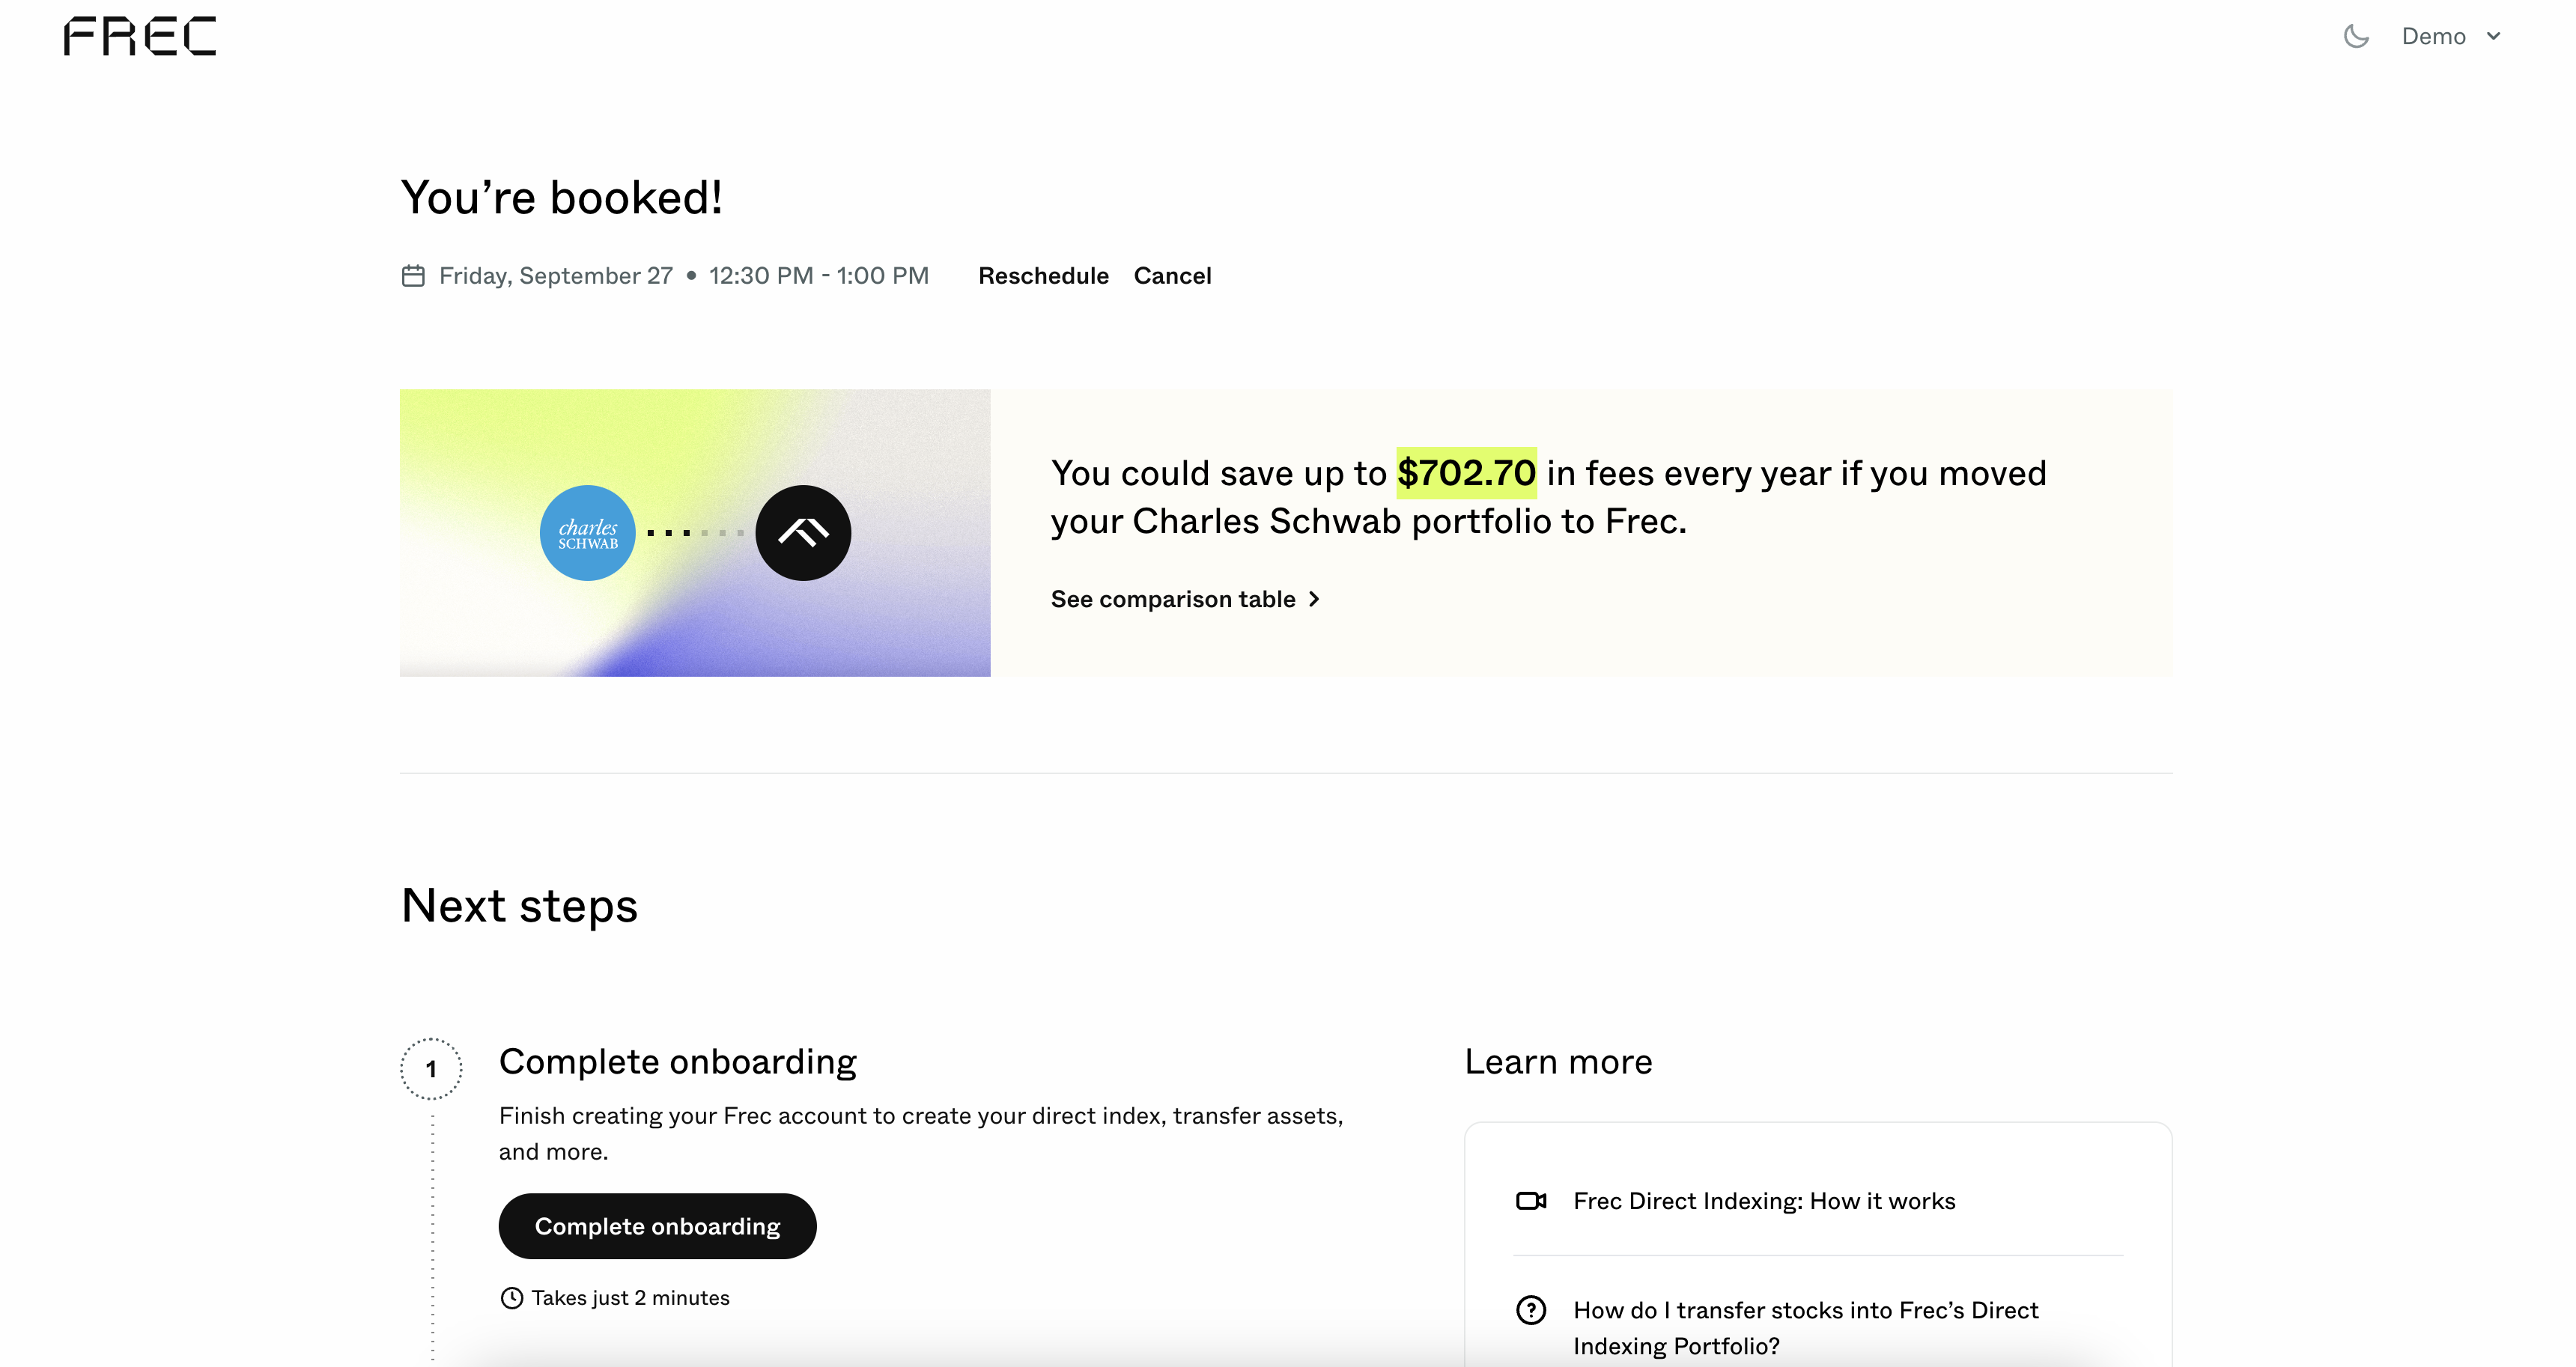 FREC
Demo
You’re booked!
Friday, September 27 • 12:30 PM - 1:00 PM Reschedule Cancel
charles
SCHWAB
You could save up to $702.70 in fees every year if you moved
your Charles Schwab portfolio to Frec.
See comparison table
Next steps
1
Complete onboarding
Finish creating your Frec account to create your direct index, transfer assets,
and more.
Complete onboarding
Takes just 2 minutes
Learn more
Frec Direct Indexing: How it works
How do I transfer stocks into Frec’s Direct
Indexing Portfolio?